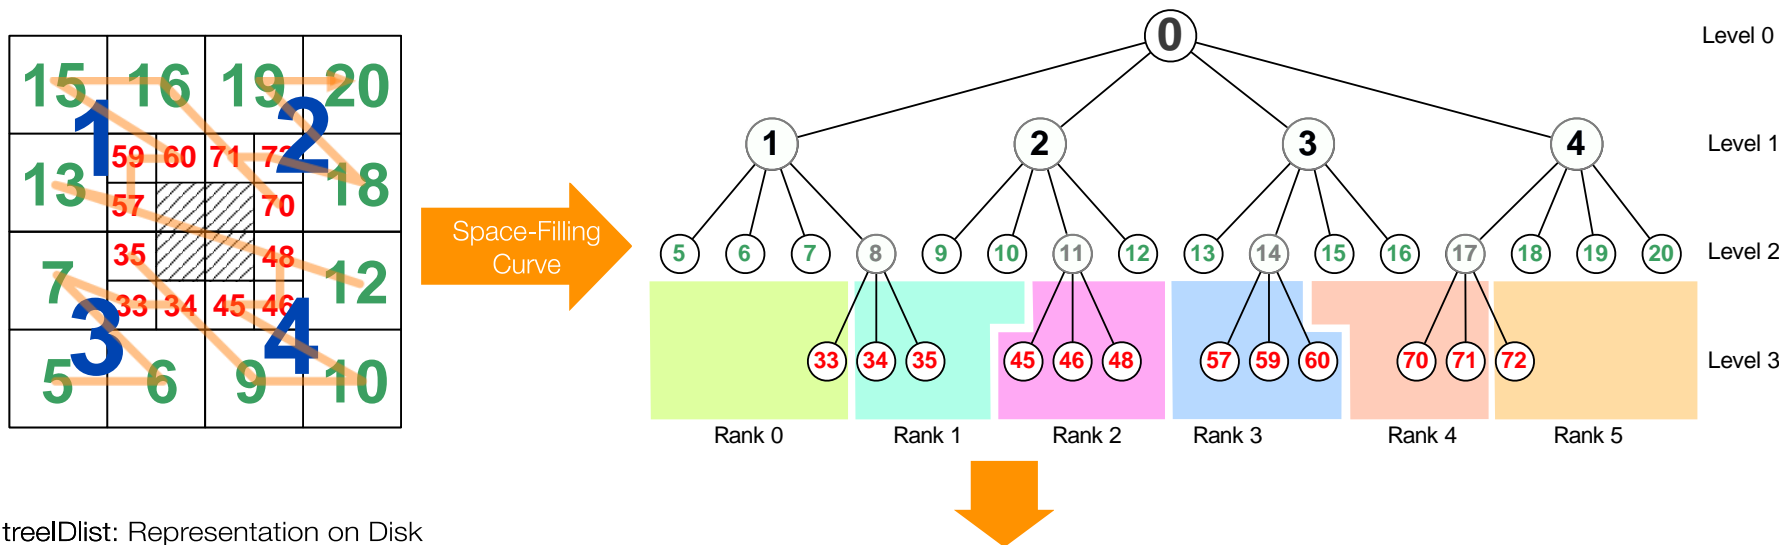 0
Level 0
15 16 19 20
1 2
1 2 3 4
Level 1
59 60 71 72
13 18
57 70
Space-Filling
Curve
35 48
5 6 7 8 9 10 11 12 13 14 15 16 17 18 19 20
Level 2
7 12
33 34 45 46
3 4
33 34 35 45 46 48 57 59 60 70 71 72
Level 3
5 6 9 10
Rank 0 Rank 1 Rank 2 Rank 3 Rank 4 Rank 5
treeIDlist: Representation on Disk